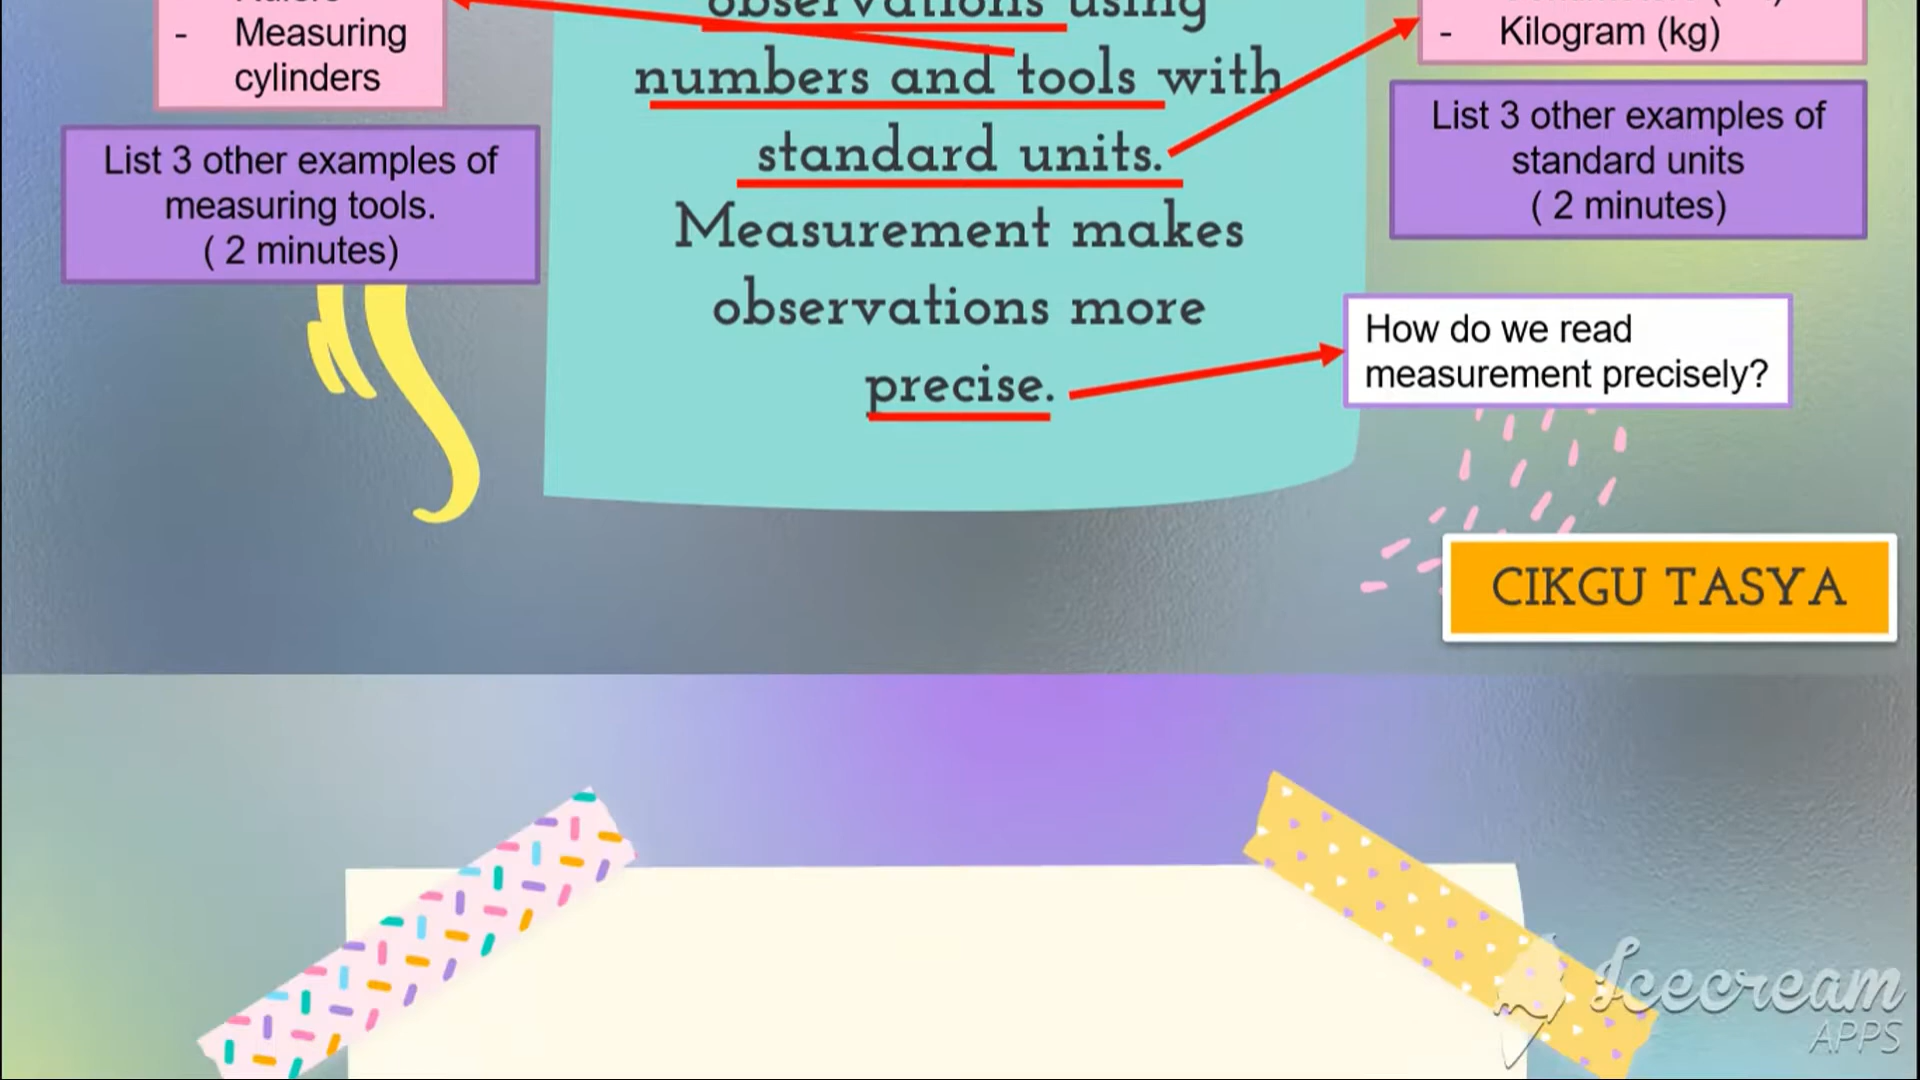 - Measuring
cylinders
List 3 other examples of
measuring tools.
( 2 minutes)
observations using
numbers and tools with
standard units.
Measurement makes
observations more
precise.
- Kilogram (kg)
List 3 other examples of
standard units
( 2 minutes)
How do we read
measurement precisely?
CIKGU TASYA
Icecream
APPS